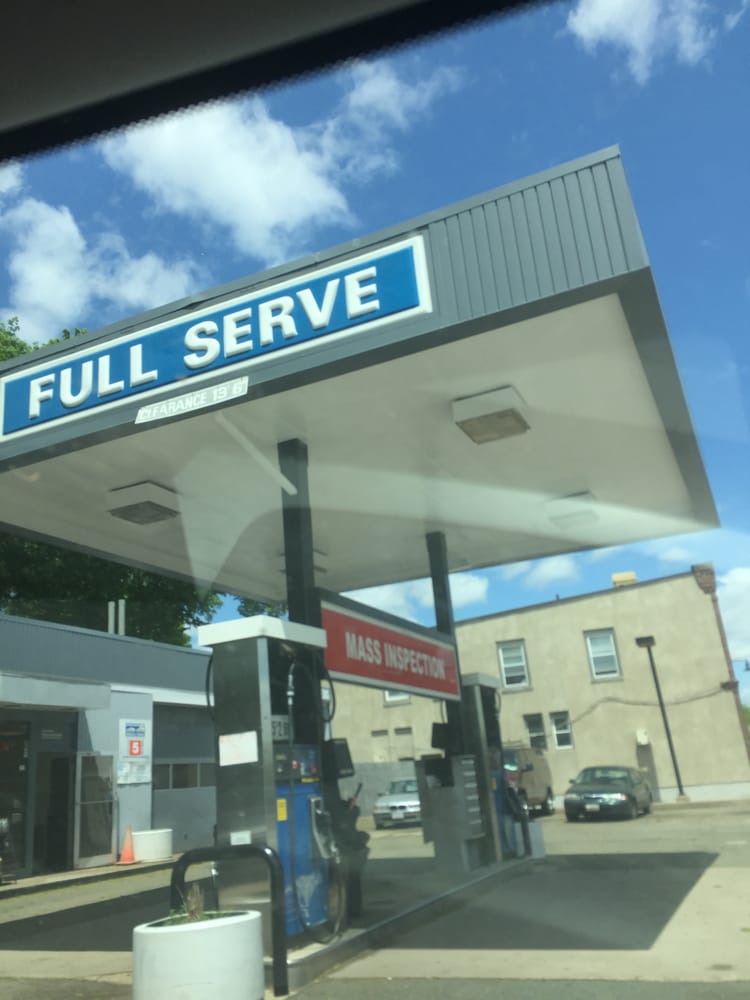 FULL SERVE
CLEARANCE 13' 6"
MASS INSPECTION
5